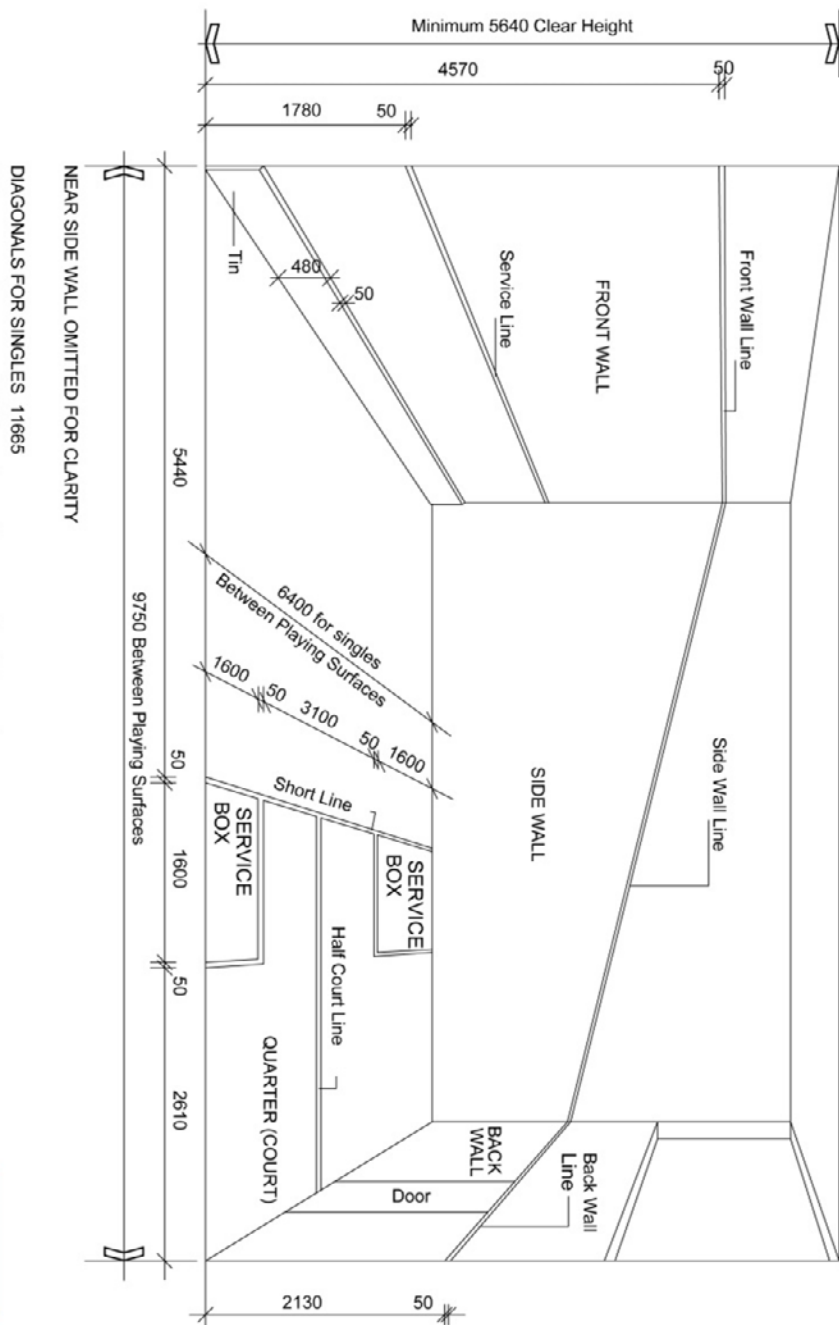 Minimum 5640 Clear Height
4570
50
1780
50
Front Wall Line
FRONT WALL
Service Line
480
50
Tin
NEAR SIDE WALL OMITTED FOR CLARITY
DIAGONALS FOR SINGLES 11665
5440
9750 Between Playing Surfaces
6400 for singles
Between Playing Surfaces
1600
50
3100
50
1600
50
Short Line
SIDE WALL
Side Wall Line
SERVICE
BOX
SERVICE
BOX
1600
50
Half Court Line
QUARTER (COURT)
2610
BACK
WALL
Door
Back Wall
Line
2130
50